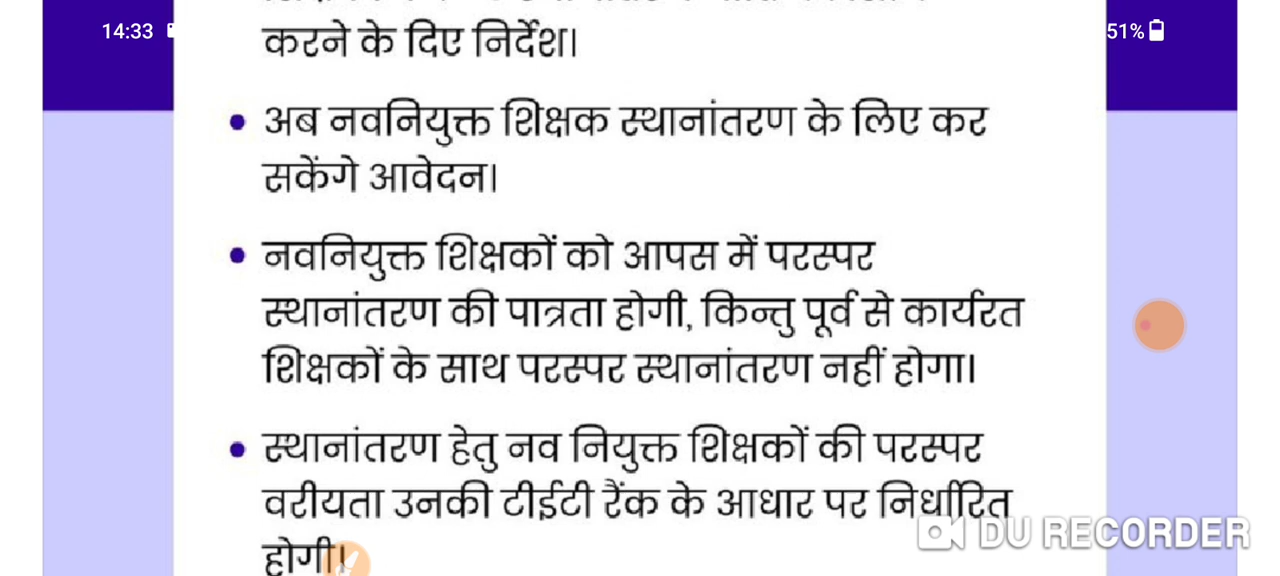 14:33
51%
करने के दिए निर्देश।
• अब नवनियुक्त शिक्षक स्थानांतरण के लिए कर
सकेंगे आवेदन।
• नवनियुक्त शिक्षकों को आपस में परस्पर
स्थानांतरण की पात्रता होगी, किन्तु पूर्व से कार्यरत
शिक्षकों के साथ परस्पर स्थानांतरण नहीं होगा।
• स्थानांतरण हेतु नव नियुक्त शिक्षकों की परस्पर
वरीयता उनकी टीईटी रैंक के आधार पर निर्धारित
होगी।
DU RECORDER